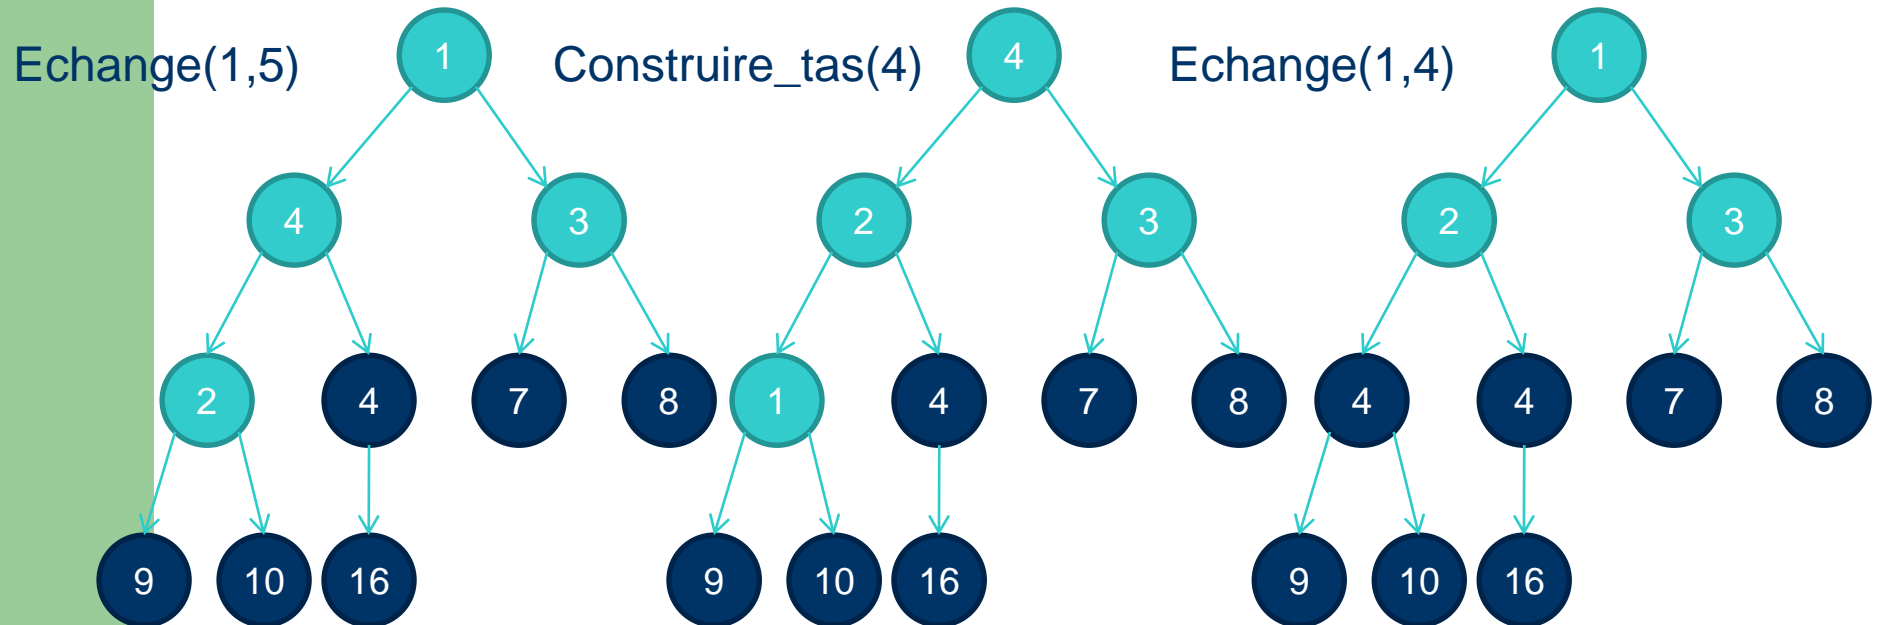 Echange(1,5) 1 Construire_tas(4) 4 Echange(1,4) 1
4 3 2 3 2 3
2 4 7 8 1 4 7 8 4 4 7 8
9 10 16 9 10 16 9 10 16